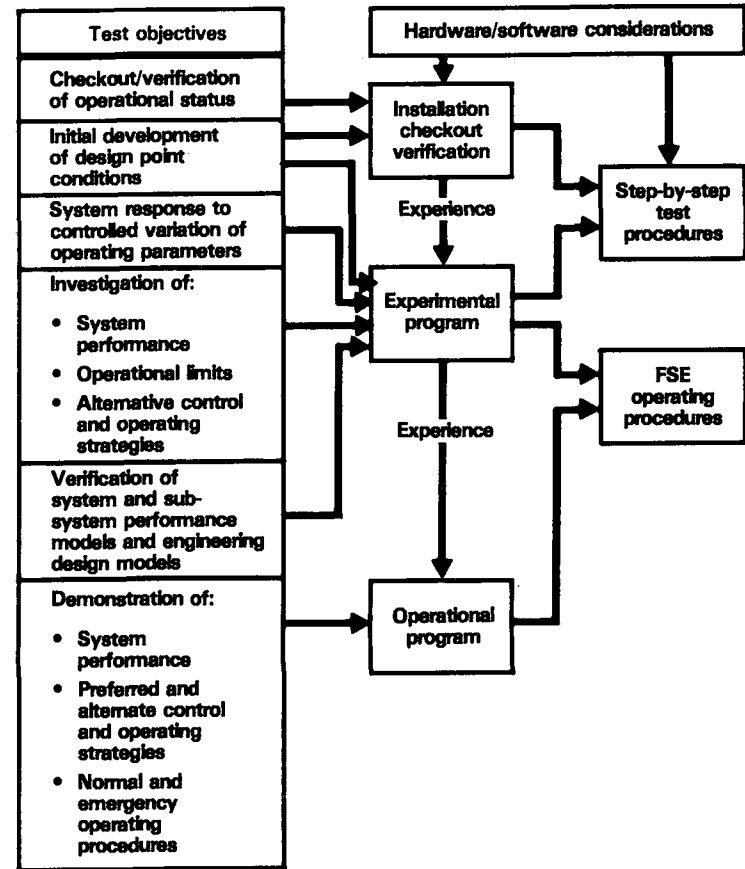 Test objectives
Checkout/verification
of operational status
Initial development
of design point
conditions
System response to
controlled variation of
operating parameters
Investigation of:
• System
performance
• Operational limits
• Alternative control
and operating
strategies
Verification of
system and sub-
system performance
models and engineering
design models
Demonstration of:
• System
performance
• Preferred and
alternate control
and operating
strategies
• Normal and
emergency
operating
procedures
Hardware/software considerations
Installation
checkout
verification
Experience
Experimental
program
Experience
Operational
program
Step-by-step
test
procedures
FSE
operating
procedures